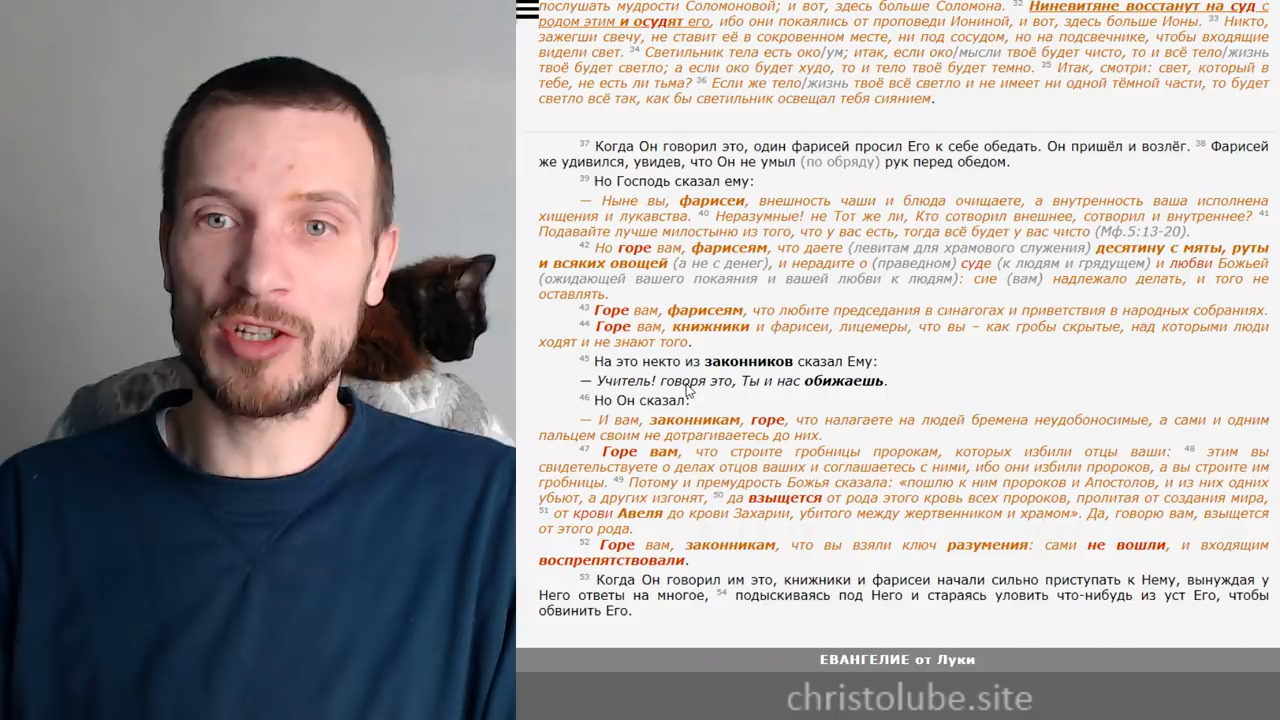 послушать мудрости Соломоновой; и вот, здесь больше Соломона. 32 Ниневитяне восстанут на суд с
родом этим и осудят его, ибо они покаялись от проповеди Иониной, и вот, здесь больше Ионы. 33 Никто,
зажегши свечу, не ставит её в сокровенном месте, ни под сосудом, но на подсвечнике, чтобы входящие
видели свет. 34 Светильник тела есть око/ум; итак, если око/мысли твоё будет чисто, то и всё тело/жизнь
твоё будет светло; а если око будет худо, то и тело твоё будет темно. 35 Итак, смотри: свет, который в
тебе, не есть ли тьма? 36 Если же тело/жизнь твоё всё светло и не имеет ни одной тёмной части, то будет
светло всё так, как бы светильник освещал тебя сиянием.
37 Когда Он говорил это, один фарисей просил Его к себе обедать. Он пришёл и возлёг. 38 Фарисей
же удивился, увидев, что Он не умыл (по обряду) рук перед обедом.
39 Но Господь сказал ему:
— Ныне вы, фарисеи, внешность чаши и блюда очищаете, а внутренность ваша исполнена
хищения и лукавства. 40 Неразумные! не Тот же ли, Кто сотворил внешнее, сотворил и внутреннее? 41
Подавайте лучше милостыню из того, что у вас есть, тогда всё будет у вас чисто (Мф.5:13-20).
42 Но горе вам, фарисеям, что даете (левитам для храмового служения) десятину с мяты, руты
и всяких овощей (а не с денег), и нерадите о (праведном) суде (к людям и грядущем) и любви Божьей
(ожидающей вашего покаяния и вашей любви к людям): сие (вам) надлежало делать, и того не
оставлять.
43 Горе вам, фарисеям, что любите председания в синагогах и приветствия в народных собраниях.
44 Горе вам, книжники и фарисеи, лицемеры, что вы – как гробы скрытые, над которыми люди
ходят и не знают того.
45 На это некто из законников сказал Ему:
— Учитель! говоря это, Ты и нас обижаешь.
46 Но Он сказал:
— И вам, законникам, горе, что налагаете на людей бремена неудобоносимые, а сами и одним
пальцем своим не дотрагиваетесь до них.
47 Горе вам, что строите гробницы пророкам, которых избили отцы ваши: 48 этим вы
свидетельствуете о делах отцов ваших и соглашаетесь с ними, ибо они избили пророков, а вы строите им
гробницы. 49 Потому и премудрость Божья сказала: «пошлю к ним пророков и Апостолов, и из них одних
убьют, а других изгонят, 50 да взыщется от рода этого кровь всех пророков, пролитая от создания мира,
51 от крови Авеля до крови Захарии, убитого между жертвенником и храмом». Да, говорю вам, взыщется
от этого рода.
52 Горе вам, законникам, что вы взяли ключ разумения: сами не вошли, и входящим
воспрепятствовали.
53 Когда Он говорил им это, книжники и фарисеи начали сильно приступать к Нему, вынуждая у
Него ответы на многое, 54 подыскиваясь под Него и стараясь уловить что-нибудь из уст Его, чтобы
обвинить Его.
ЕВАНГЕЛИЕ от Луки
christolube.site